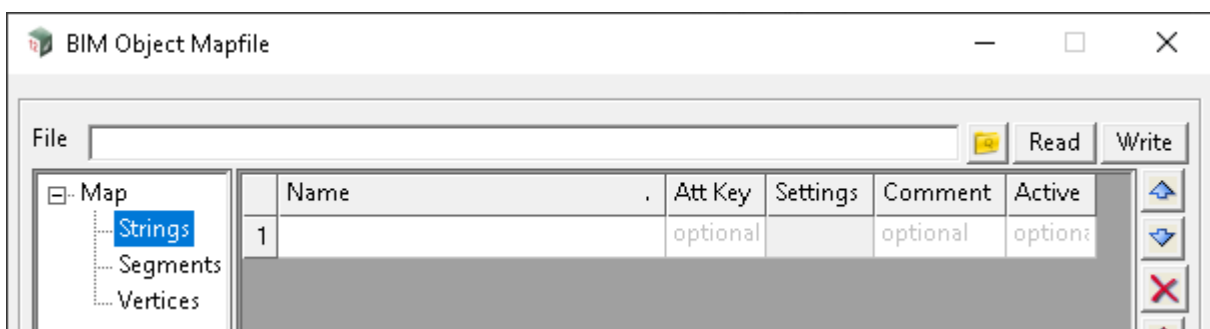 BIM Object Mapfile
File Read Write
Map Name Att Key Settings Comment Active
Strings 1 optional optional optiona
Segments
Vertices